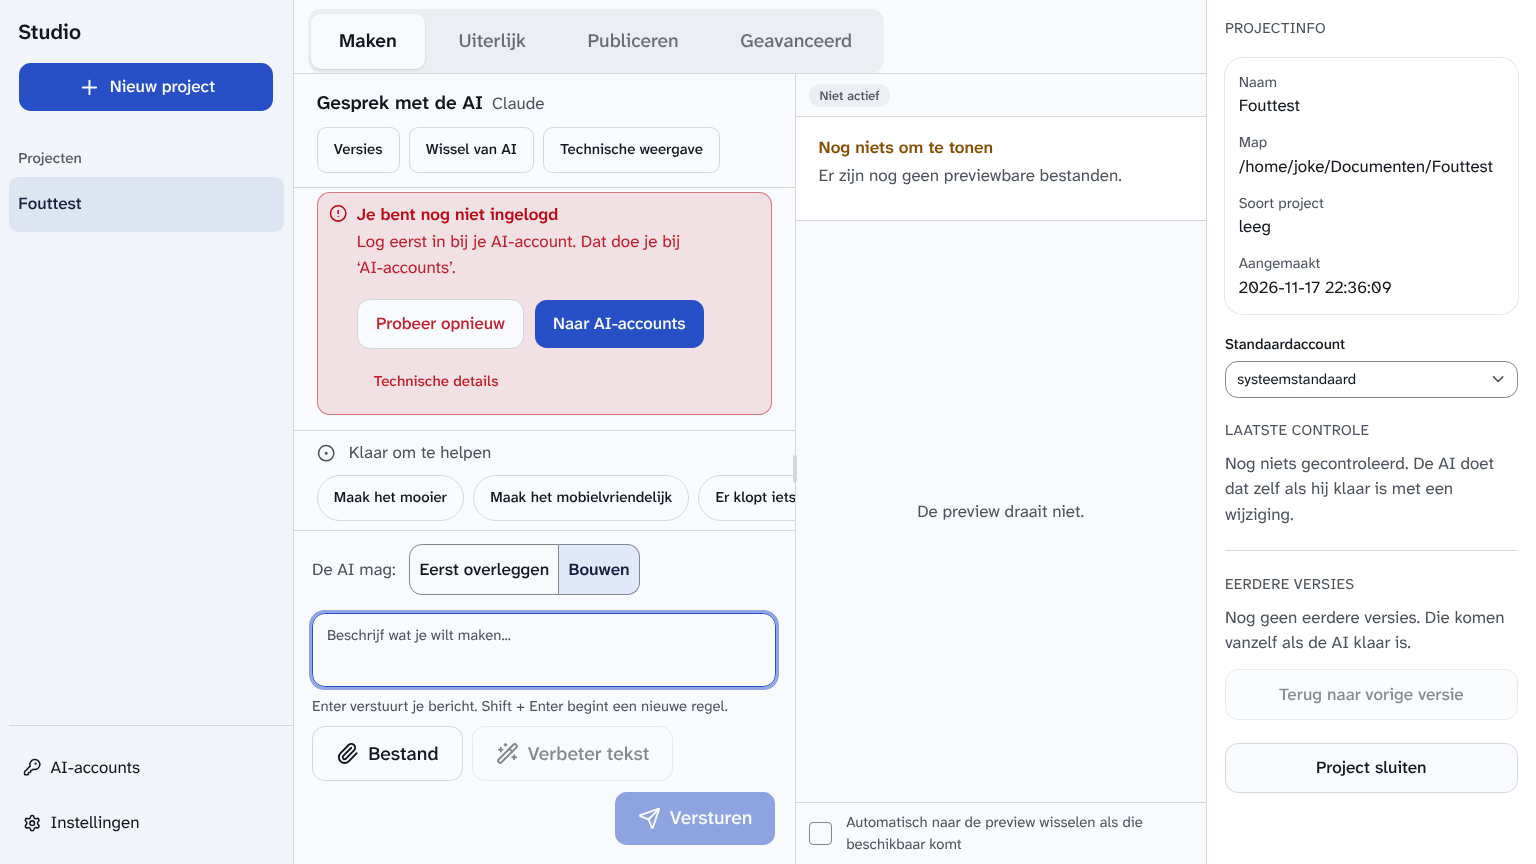 Studio
Nieuw project
Projecten
Fouttest
AI-accounts
Instellingen
Maken
Uiterlijk
Publiceren
Geavanceerd
Gesprek met de AI Claude
Versies
Wissel van AI
Technische weergave
Je bent nog niet ingelogd
Log eerst in bij je AI-account. Dat doe je bij
‘AI-accounts’.
Probeer opnieuw
Naar AI-accounts
Technische details
Klaar om te helpen
Maak het mooier
Maak het mobielvriendelijk
Er klopt iets
De AI mag:
Eerst overleggen
Bouwen
Beschrijf wat je wilt maken...
Enter verstuurt je bericht. Shift + Enter begint een nieuwe regel.
Bestand
Verbeter tekst
Versturen
Niet actief
Nog niets om te tonen
Er zijn nog geen previewbare bestanden.
De preview draait niet.
Automatisch naar de preview wisselen als die
beschikbaar komt
PROJECTINFO
Naam
Fouttest
Map
/home/joke/Documenten/Fouttest
Soort project
leeg
Aangemaakt
2026-11-17 22:36:09
Standaardaccount
systeemstandaard
LAATSTE CONTROLE
Nog niets gecontroleerd. De AI doet
dat zelf als hij klaar is met een
wijziging.
EERDERE VERSIES
Nog geen eerdere versies. Die komen
vanzelf als de AI klaar is.
Terug naar vorige versie
Project sluiten